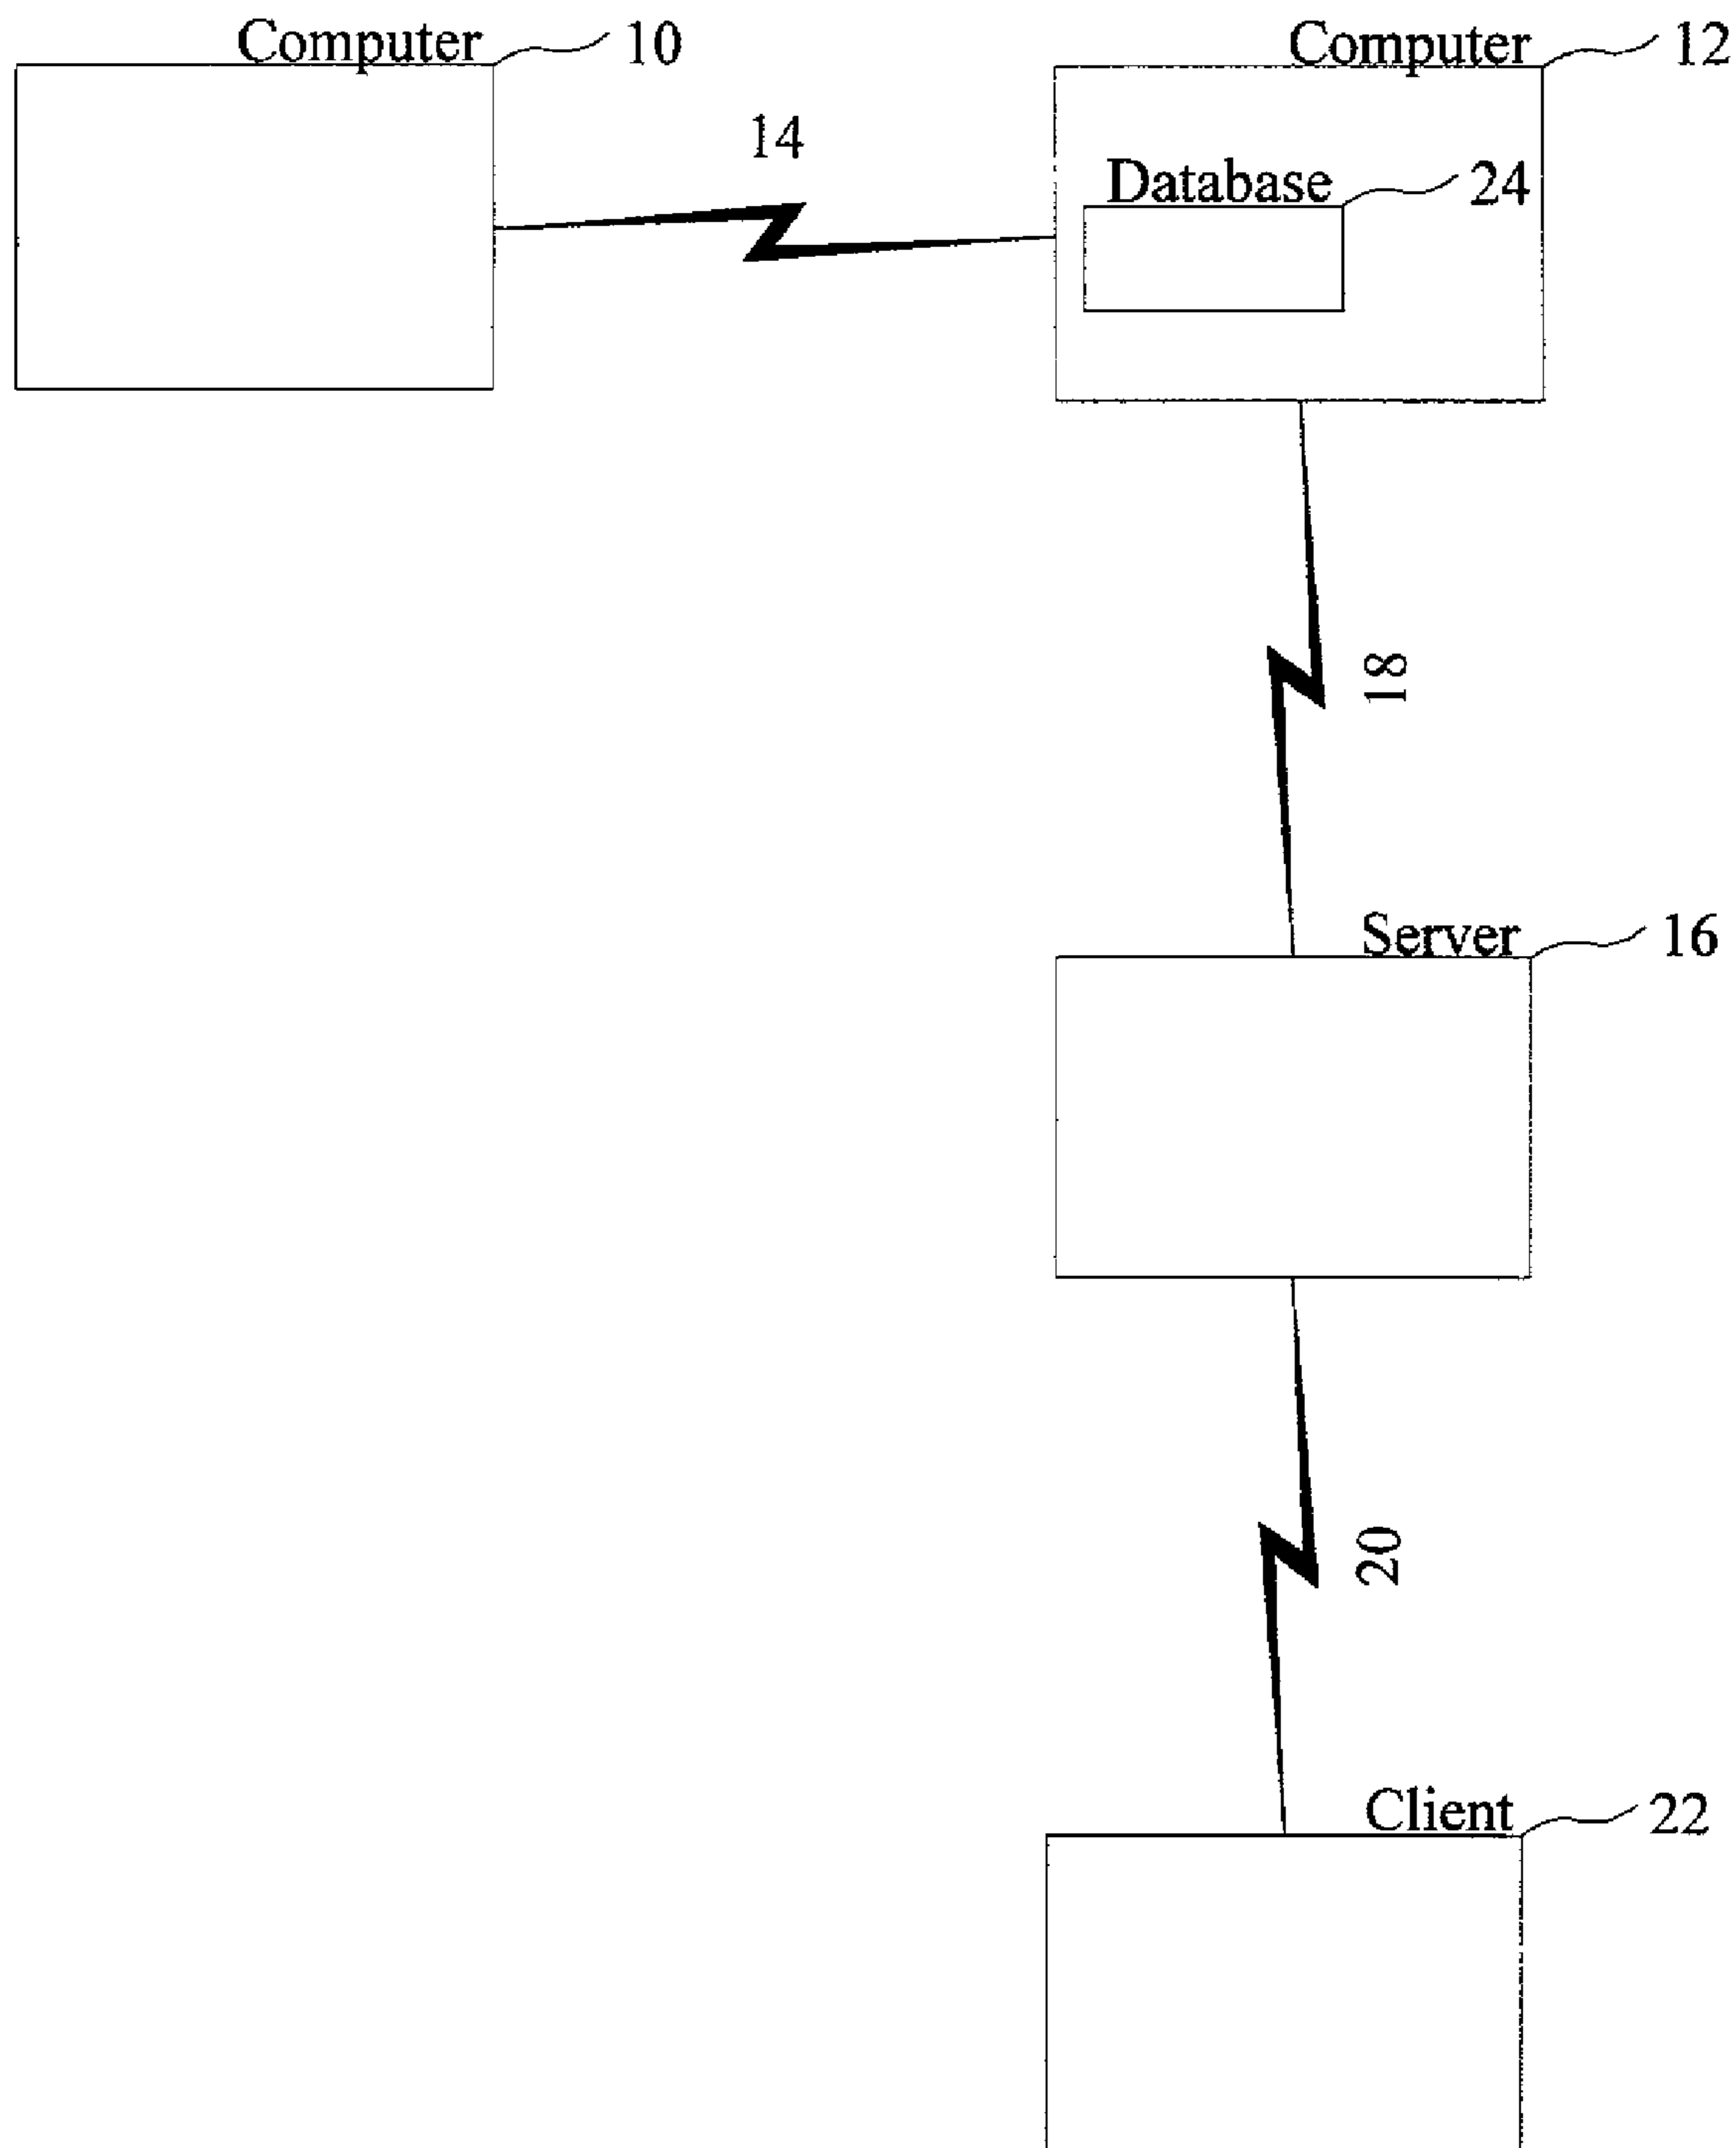 Computer 10
Computer 12
14
Database 24
18
Server 16
20
Client 22